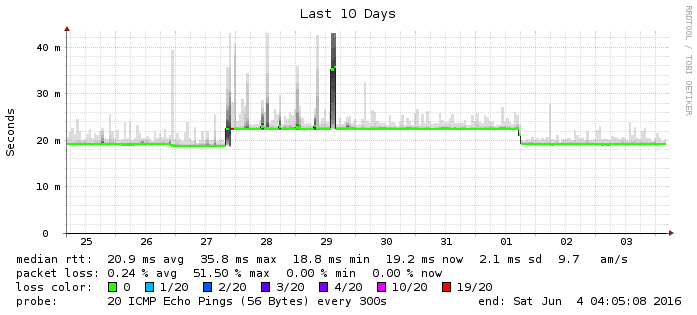 Last 10 Days
RRDTOOL / TOBI OETIKER
Seconds
40 m
30 m
20 m
10 m
0
25 26 27 28 29 30 31 01 02 03
median rtt: 20.9 ms avg 35.8 ms max 18.8 ms min 19.2 ms now 2.1 ms sd 9.7 am/s
packet loss: 0.24 % avg 51.50 % max 0.00 % min 0.00 % now
loss color: 0 1/20 2/20 3/20 4/20 10/20 19/20
probe: 20 ICMP Echo Pings (56 Bytes) every 300s end: Sat Jun 4 04:05:08 2016